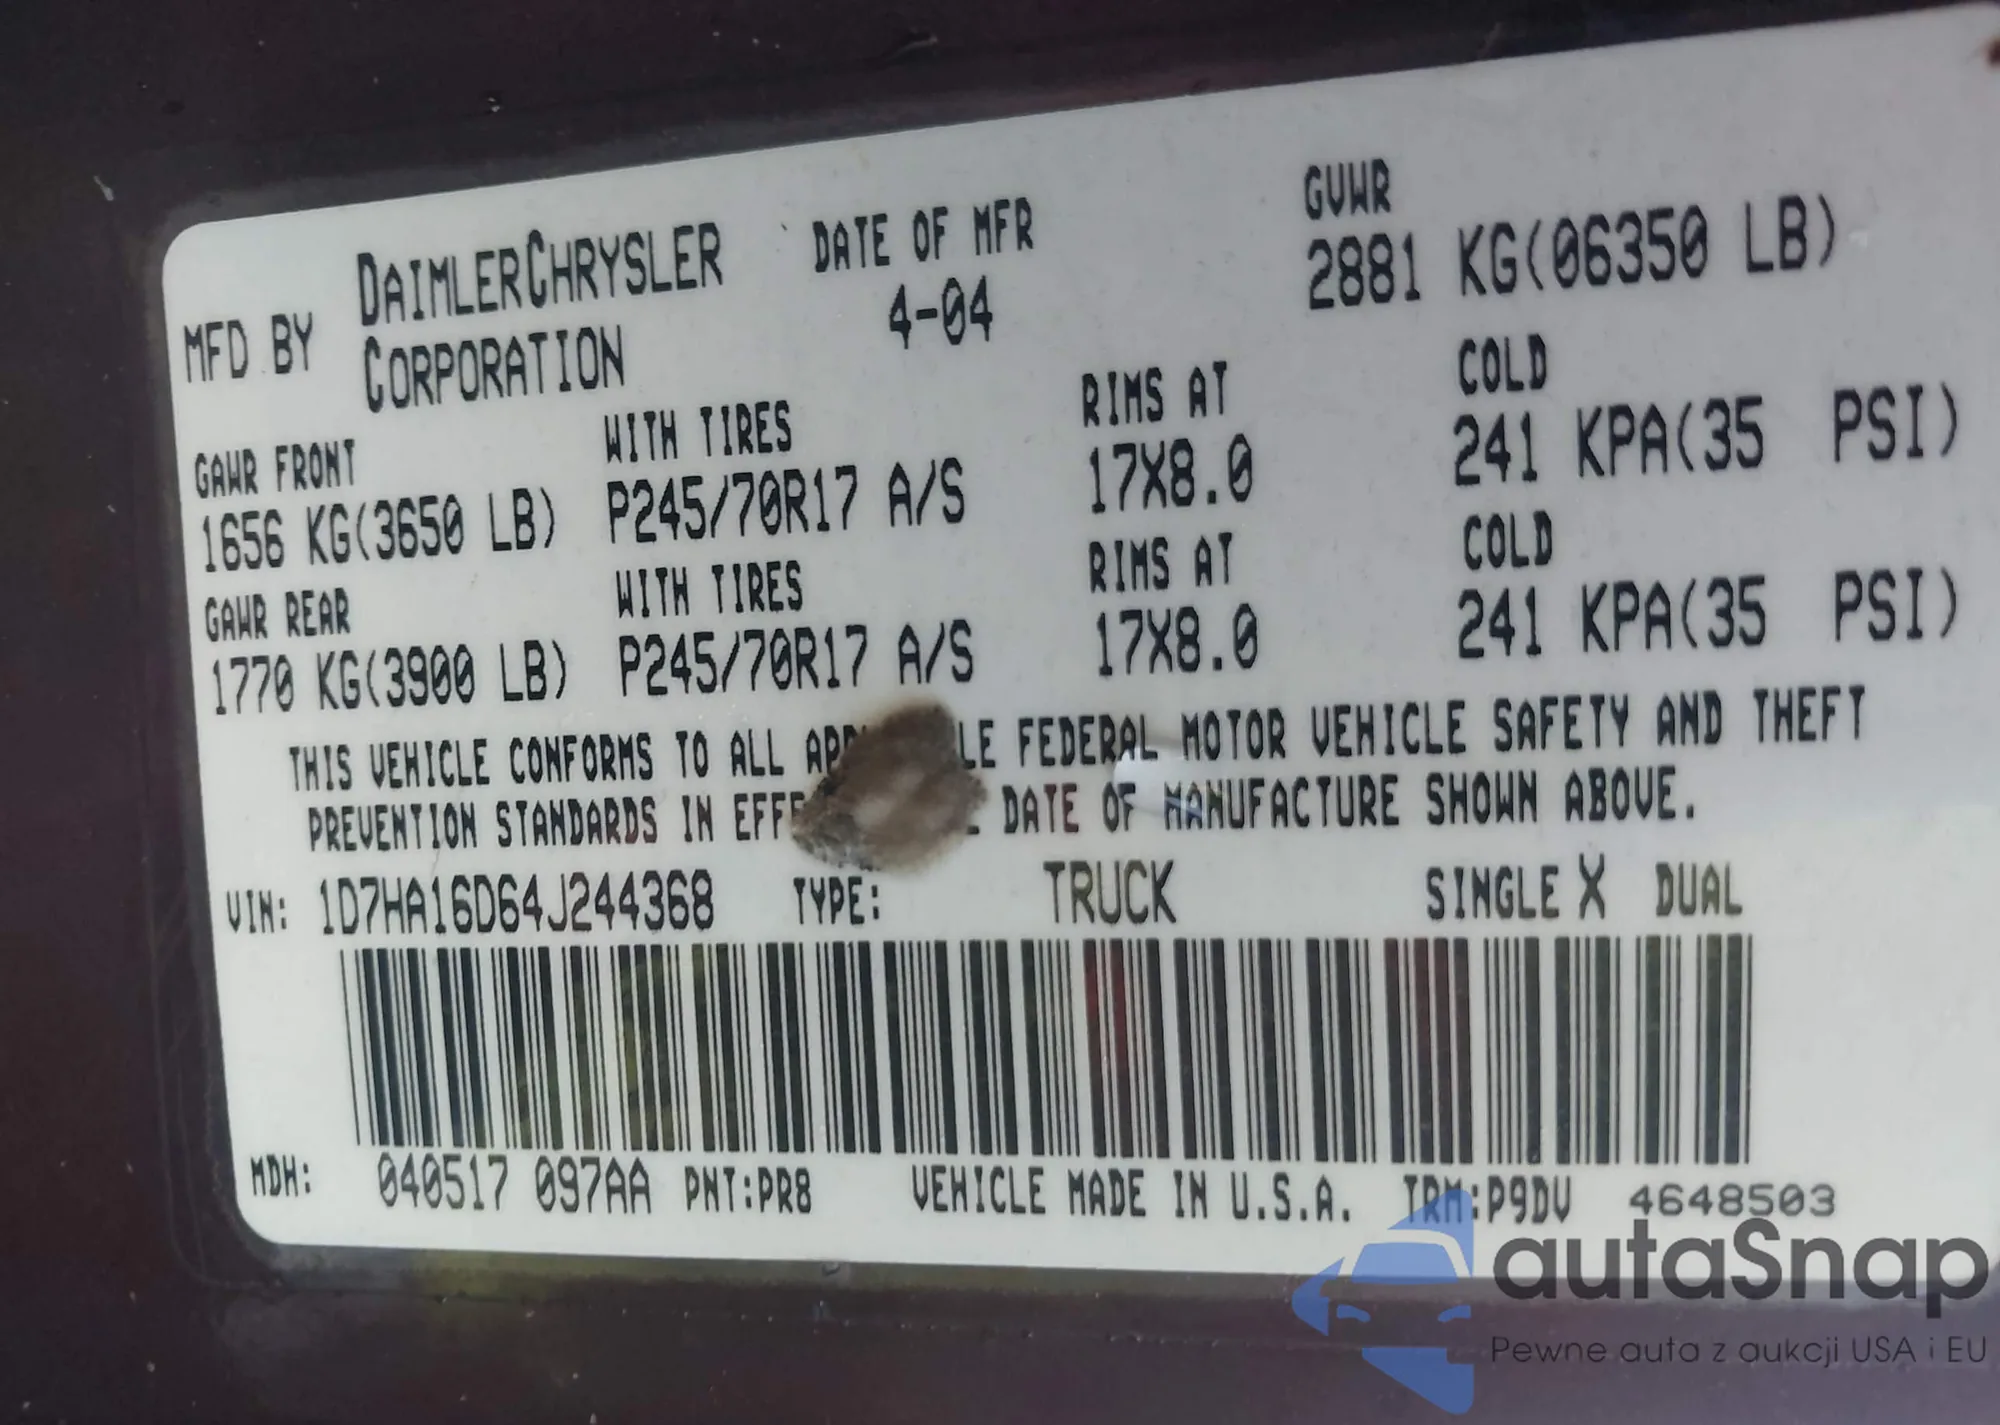 MFD BY DAIMLERCHRYSLER CORPORATION DATE OF MFR 4-04 GVWR 2881 KG(06350 LB)
GAWR FRONT WITH TIRES RIMS AT COLD
1656 KG(3650 LB) P245/70R17 A/S 17X8.0 241 KPA(35 PSI)
GAWR REAR WITH TIRES RIMS AT COLD
1770 KG(3900 LB) P245/70R17 A/S 17X8.0 241 KPA(35 PSI)
THIS VEHICLE CONFORMS TO ALL FEDERAL MOTOR VEHICLE SAFETY AND THEFT
PREVENTION STANDARDS IN DATE OF MANUFACTURE SHOWN ABOVE.
VIN: 1D7HA16D64J244368 TYPE: TRUCK SINGLE X DUAL
MDH: 040517 097AA PNT:PR8 VEHICLE MADE IN U.S.A. TRM:P9DV 4648503
autaSnap
Pewne auta z aukcji USA i EU